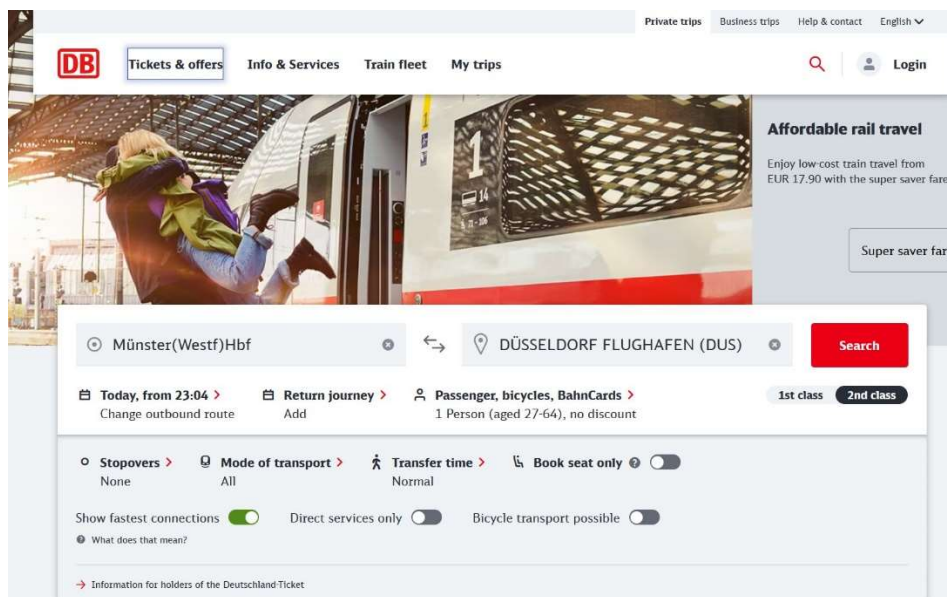 Private trips Business trips Help & contact English
DB Tickets & offers Info & Services Train fleet My trips Login
Affordable rail travel
Enjoy low-cost train travel from
EUR 17.90 with the super saver fare
1
14
Super saver far
Münster(Westf)Hbf DÜSSELDORF FLUGHAFEN (DUS) Search
Today, from 23:04 Return journey Passenger, bicycles, BahnCards 1st class 2nd class
Change outbound route Add 1 Person (aged 27-64), no discount
Stopovers Mode of transport Transfer time Book seat only
None All Normal
Show fastest connections Direct services only Bicycle transport possible
What does that mean?
Information for holders of the Deutschland-Ticket